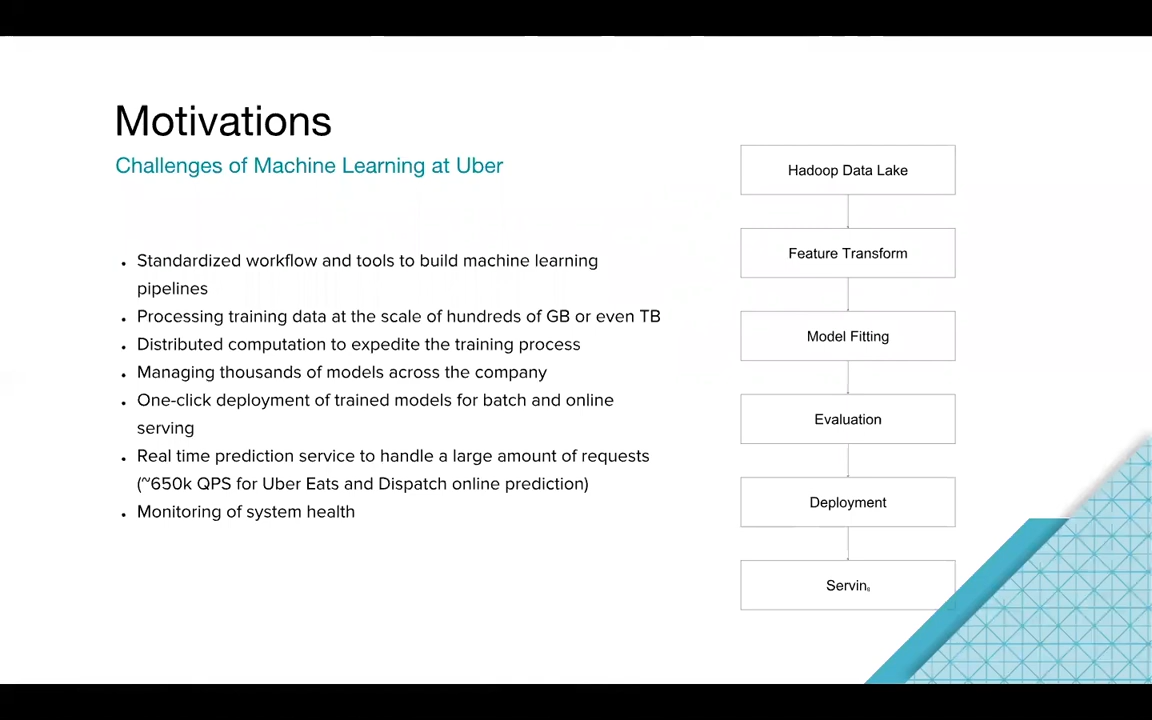 Motivations
Challenges of Machine Learning at Uber
• Standardized workflow and tools to build machine learning
pipelines
• Processing training data at the scale of hundreds of GB or even TB
• Distributed computation to expedite the training process
• Managing thousands of models across the company
• One-click deployment of trained models for batch and online
serving
• Real time prediction service to handle a large amount of requests
(~650k QPS for Uber Eats and Dispatch online prediction)
• Monitoring of system health
Hadoop Data Lake
Feature Transform
Model Fitting
Evaluation
Deployment
Serving